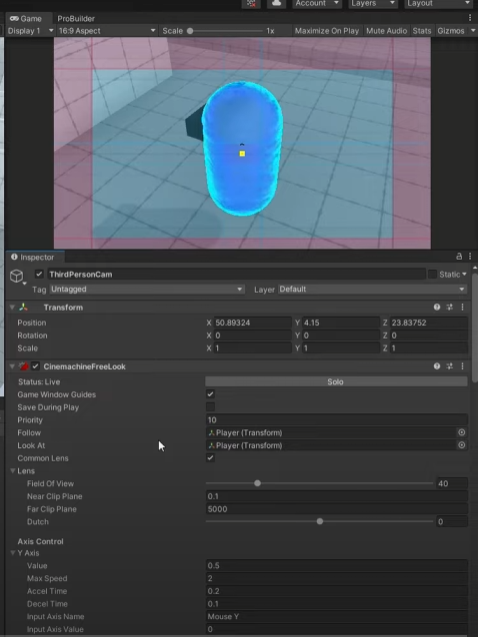 Account Layers Layout
Game ProBuilder
Display 1 16:9 Aspect Scale 1x Maximize On Play Mute Audio Stats Gizmos
Inspector
ThirdPersonCam Static
Tag Untagged Layer Default
Transform
Position X 50.89324 Y 4.15 Z 23.83752
Rotation X 0 Y 0 Z 0
Scale X 1 Y 1 Z 1
CinemachineFreeLook
Status: Live Solo
Game Window Guides
Save During Play
Priority 10
Follow Player (Transform)
Look At Player (Transform)
Common Lens
Lens
Field Of View 40
Near Clip Plane 0.1
Far Clip Plane 5000
Dutch 0
Axis Control
Y Axis
Value 0.5
Max Speed 2
Accel Time 0.2
Decel Time 0.1
Input Axis Name Mouse Y
Input Axis Value 0